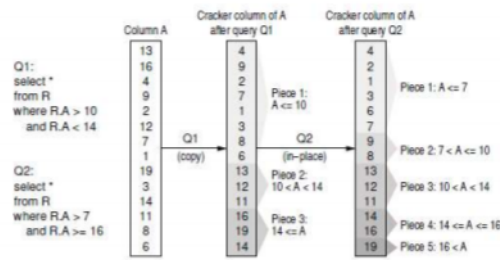 Column A
Cracker column of A
after query Q1
Cracker column of A
after query Q2
Q1:
select *
from R
where R.A > 10
and R.A < 14
Q2:
select *
from R
where R.A > 7
and R.A >= 16
13
16
4
9
2
12
7
1
19
3
14
11
8
6
Q1
(copy)
4
9
2
7
1
3
8
6
13
12
11
16
19
14
Piece 1:
A <= 10
Piece 2:
10 < A < 14
Piece 3:
14 <= A
Q2
(in-place)
4
2
1
3
6
7
9
8
13
12
11
14
16
19
Piece 1: A <= 7
Piece 2: 7 < A <= 10
Piece 3: 10 < A < 14
Piece 4: 14 <= A <= 16
Piece 5: 16 < A